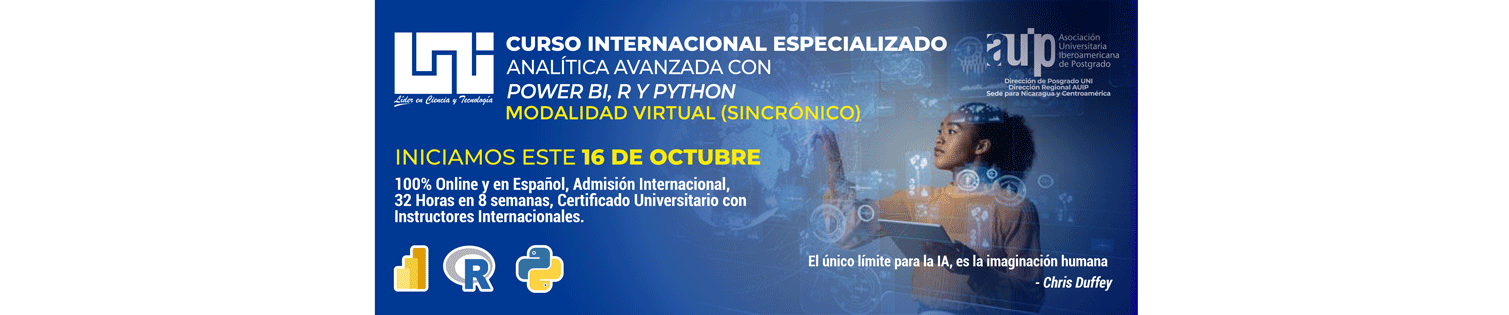 UNI
Líder en Ciencia y Tecnología
CURSO INTERNACIONAL ESPECIALIZADO
ANALÍTICA AVANZADA CON
POWER BI, R Y PYTHON
MODALIDAD VIRTUAL (SINCRÓNICO)
auip
Asociación
Universitaria
Iberoamericana
de Postgrado
Dirección de Posgrado UNI
Dirección Regional AUIP
Sede para Nicaragua y Centroamérica
INICIAMOS ESTE 16 DE OCTUBRE
100% Online y en Español, Admisión Internacional,
32 Horas en 8 semanas, Certificado Universitario con
Instructores Internacionales.
R
El único límite para la IA, es la imaginación humana
- Chris Duffey